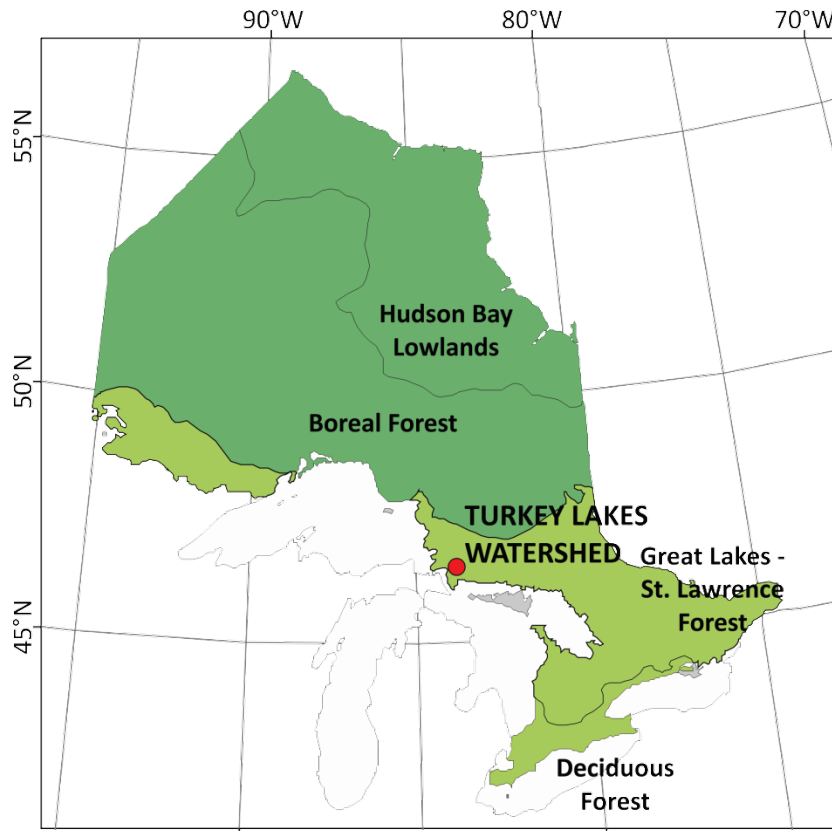 90°W
80°W
70°W
55°N
Hudson Bay
Lowlands
50°N
Boreal Forest
TURKEY LAKES
WATERSHED
Great Lakes -
St. Lawrence
Forest
45°N
Deciduous
Forest